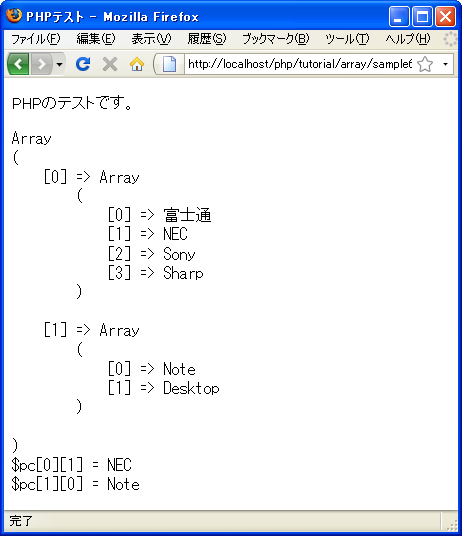 PHPテスト - Mozilla Firefox
ファイル(F) 編集(E) 表示(V) 履歴(S) ブックマーク(B) ツール(T) ヘルプ(H)
http://localhost/php/tutorial/array/sample6
PHPのテストです。
Array
(
[0] => Array
(
[0] => 富士通
[1] => NEC
[2] => Sony
[3] => Sharp
)
[1] => Array
(
[0] => Note
[1] => Desktop
)
)
$pc[0][1] = NEC
$pc[1][0] = Note
完了